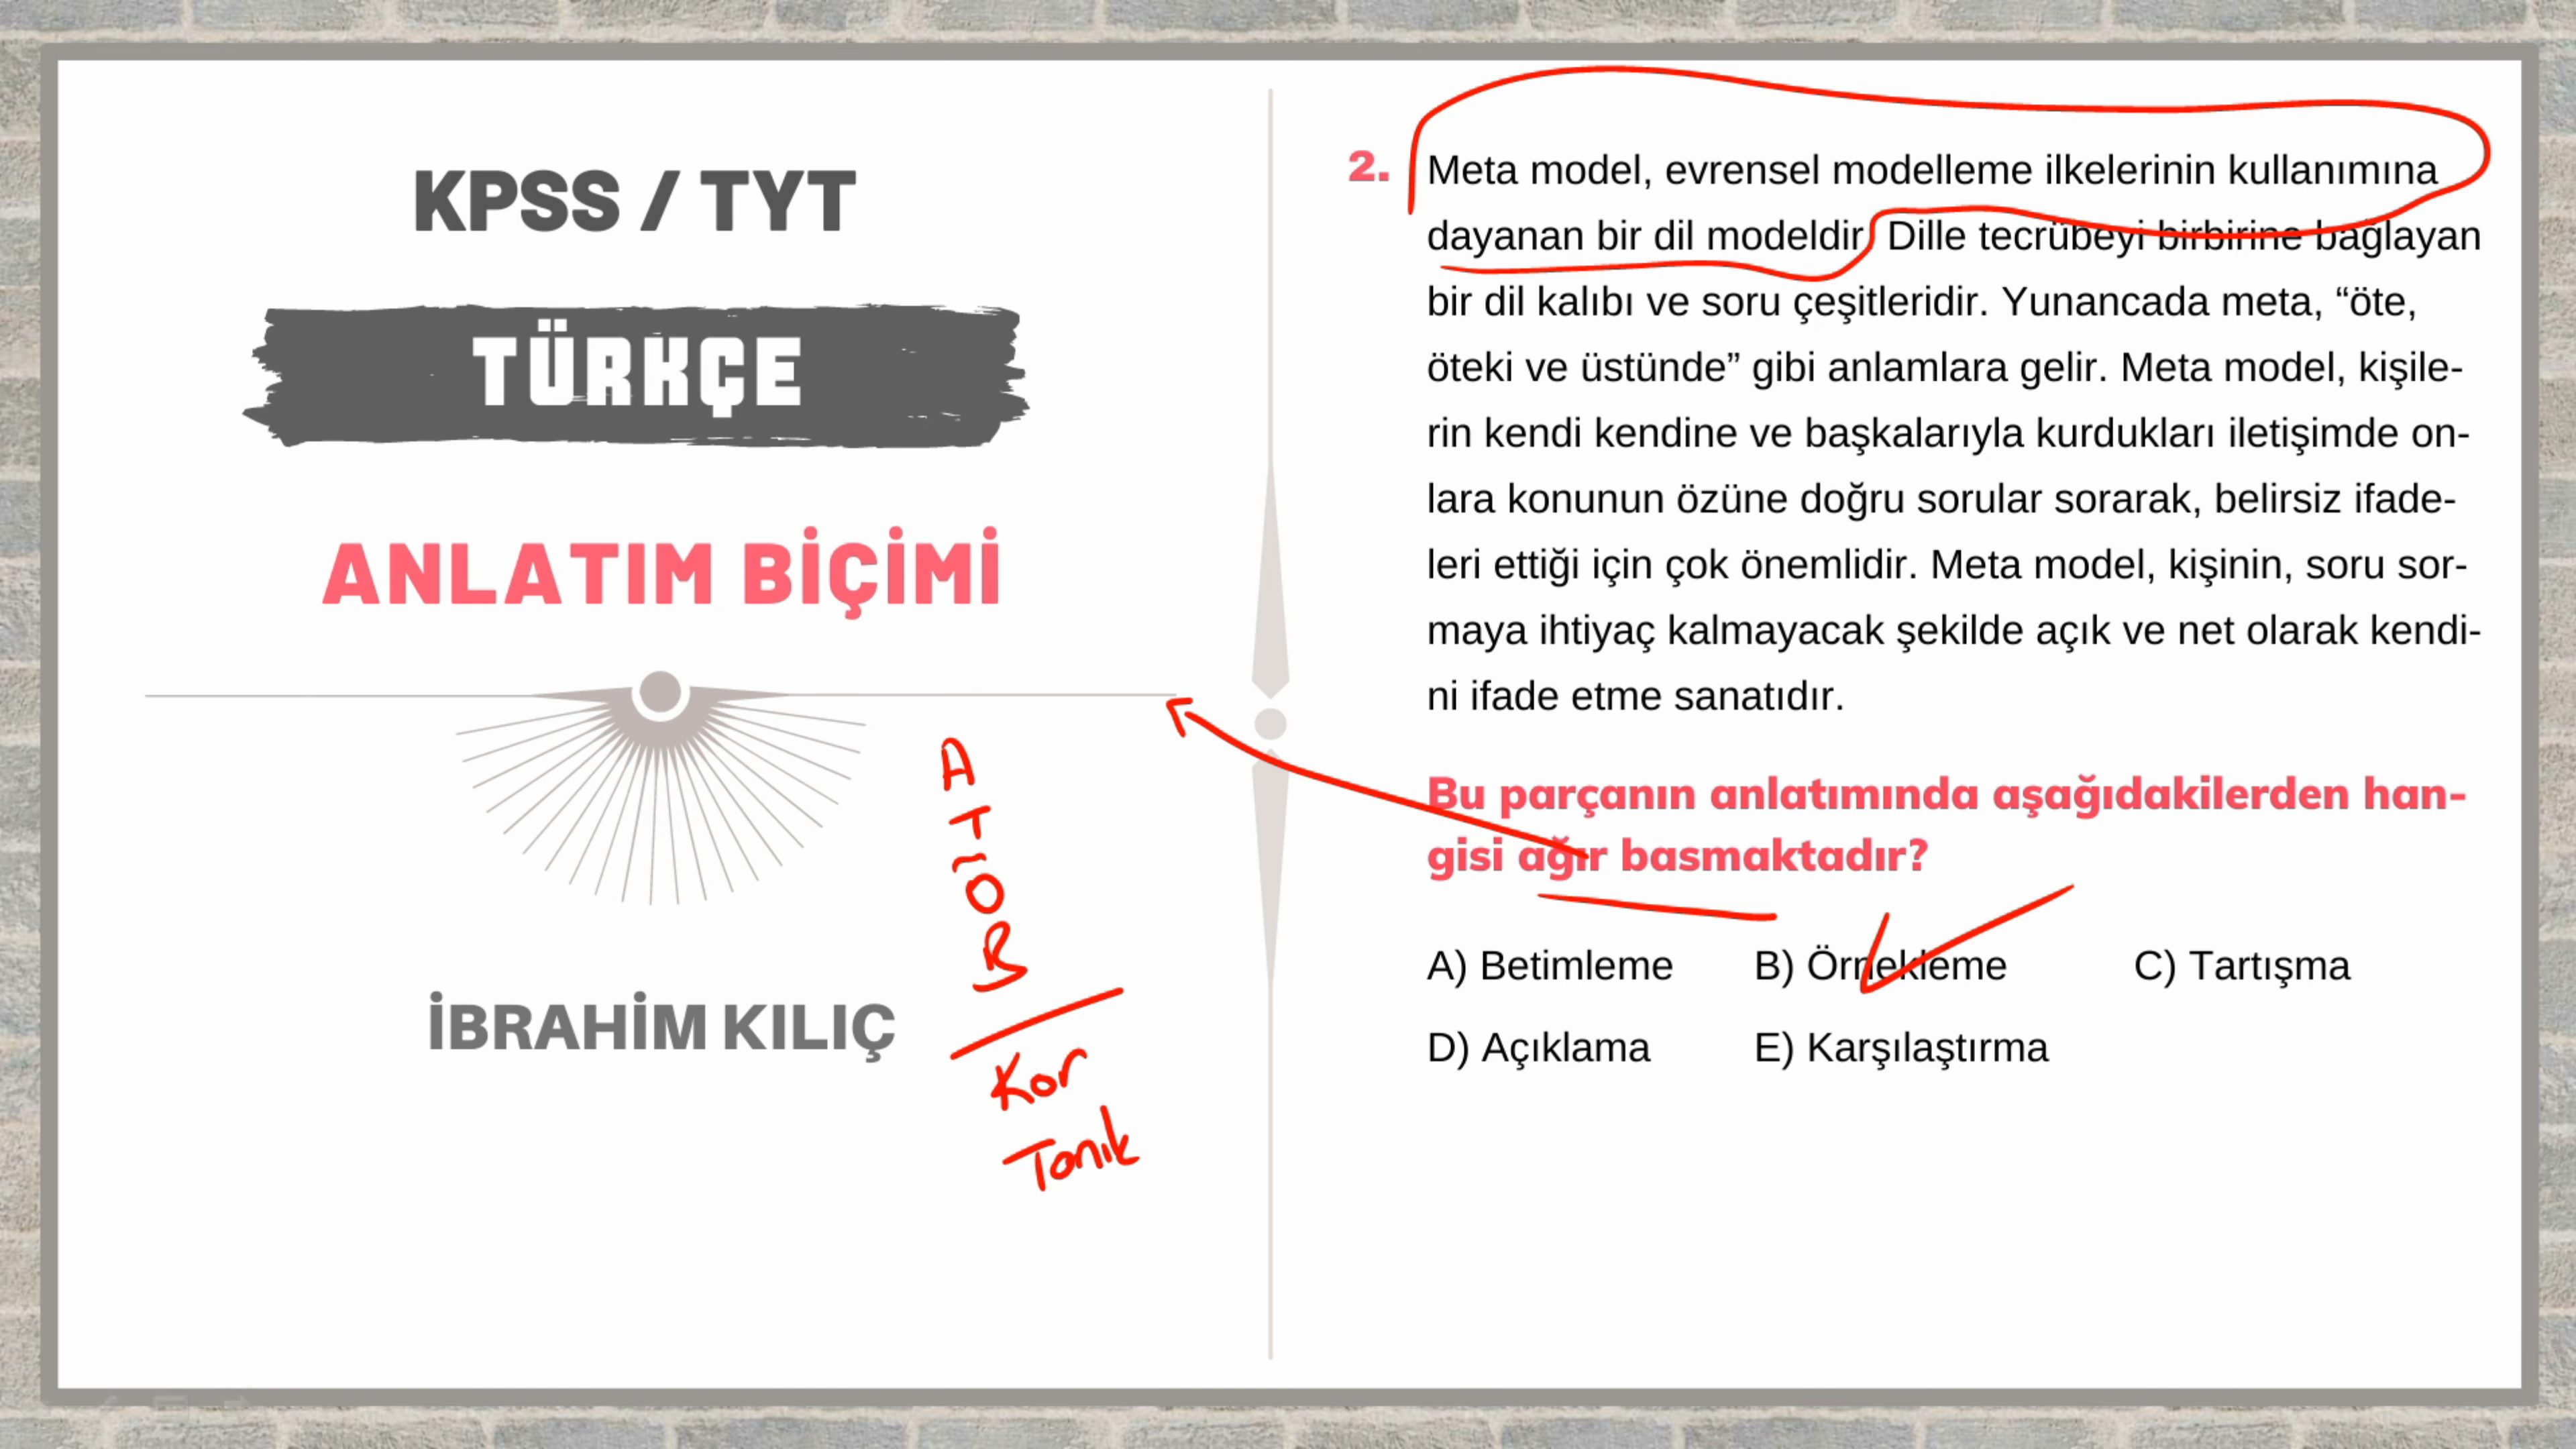 KPSS / TYT
TÜRKÇE
ANLATIM BİÇİMİ
İBRAHİM KILIÇ
A
T
Ö
B
Kor
Tanık
2. Meta model, evrensel modelleme ilkelerinin kullanımına
dayanan bir dil modeldir. Dille tecrübeyi birbirine bağlayan
bir dil kalıbı ve soru çeşitleridir. Yunancada meta, “öte,
öteki ve üstünde” gibi anlamlara gelir. Meta model, kişile-
rin kendi kendine ve başkalarıyla kurdukları iletişimde on-
lara konunun özüne doğru sorular sorarak, belirsiz ifade-
leri ettiği için çok önemlidir. Meta model, kişinin, soru sor-
maya ihtiyaç kalmayacak şekilde açık ve net olarak kendi-
ni ifade etme sanatıdır.
Bu parçanın anlatımında aşağıdakilerden han-
gisi ağır basmaktadır?
A) Betimleme B) Örnekleme C) Tartışma
D) Açıklama E) Karşılaştırma